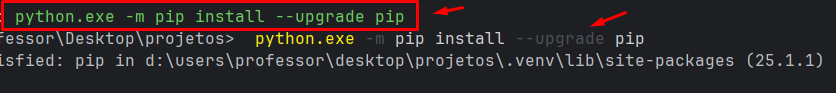 python.exe -m pip install --upgrade pip
fessor\Desktop\projetos> python.exe -m pip install --upgrade pip
isfied: pip in d:\users\professor\desktop\projetos\.venv\lib\site-packages (25.1.1)